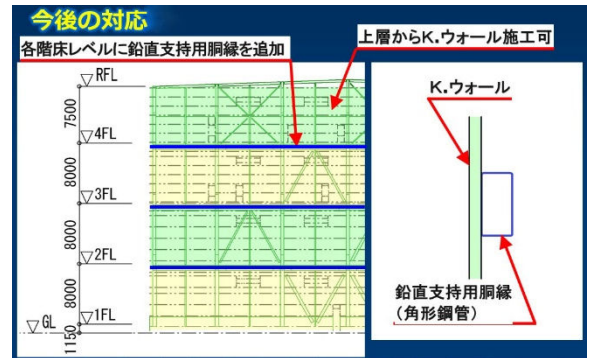 今後の対応
各階床レベルに鉛直支持用胴縁を追加
上層からK.ウォール施工可
▽RFL
7500
▽4FL
8000
▽3FL
8000
▽2FL
8000
▽GL
▽1FL
1150
K.ウォール
鉛直支持用胴縁
(角形鋼管)